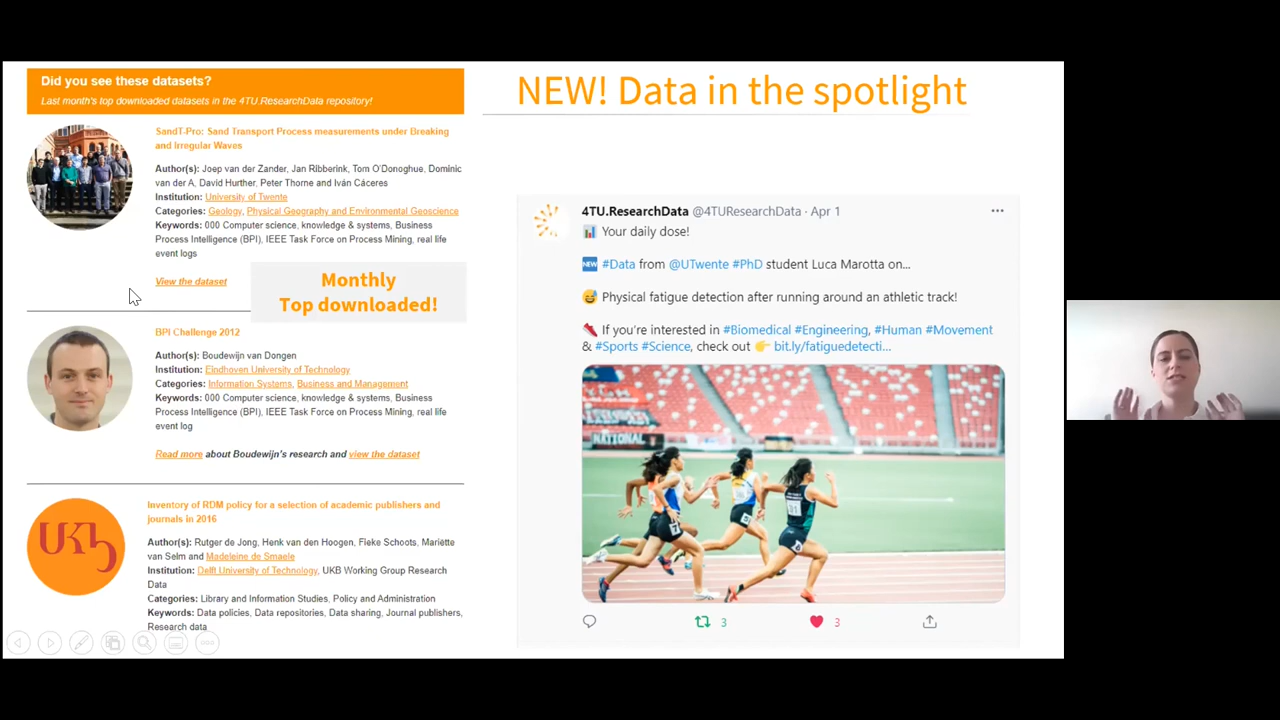 Did you see these datasets?
Last month's top downloaded datasets in the 4TU.ResearchData repository!
SandT-Pro: Sand Transport Process measurements under Breaking
and Irregular Waves
Author(s): Joep van der Zander, Jan Ribberink, Tom O'Donoghue, Dominic
van der A, David Hurther, Peter Thorne and Iván Cáceres
Institution: University of Twente
Categories: Geology, Physical Geography and Environmental Geoscience
Keywords: 000 Computer science, knowledge & systems, Business
Process Intelligence (BPI), IEEE Task Force on Process Mining, real life
event logs
View the dataset
Monthly
Top downloaded!
BPI Challenge 2012
Author(s): Boudewijn van Dongen
Institution: Eindhoven University of Technology
Categories: Information Systems, Business and Management
Keywords: 000 Computer science, knowledge & systems, Business
Process Intelligence (BPI), IEEE Task Force on Process Mining, real life
event log
Read more about Boudewijn's research and view the dataset
UKb
Inventory of RDM policy for a selection of academic publishers and
journals in 2016
Author(s): Rutger de Jong, Henk van den Hoogen, Fieke Schoots, Mariëtte
van Selm and Madeleine de Smaele
Institution: Delft University of Technology, UKB Working Group Research
Data
Categories: Library and Information Studies, Policy and Administration
Keywords: Data policies, Data repositories, Data sharing, Journal publishers,
Research data
NEW! Data in the spotlight
4TU.ResearchData @4TUResearchData · Apr 1
Your daily dose!
NEW #Data from @UTwente #PhD student Luca Marotta on...
Physical fatigue detection after running around an athletic track!
If you're interested in #Biomedical #Engineering, #Human #Movement
& #Sports #Science, check out bit.ly/fatiguedetecti...
NATIONAL
3
3